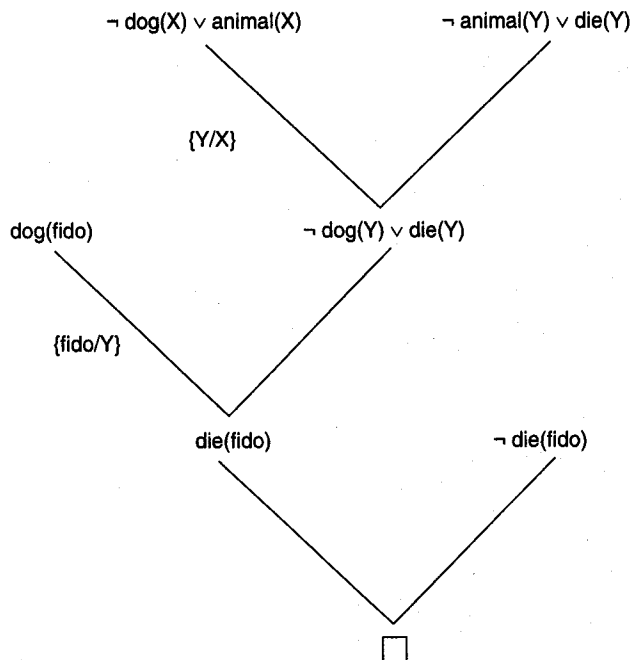 ¬ dog(X) ∨ animal(X) ¬ animal(Y) ∨ die(Y)
{Y/X}
dog(fido) ¬ dog(Y) ∨ die(Y)
{fido/Y}
die(fido) ¬ die(fido)